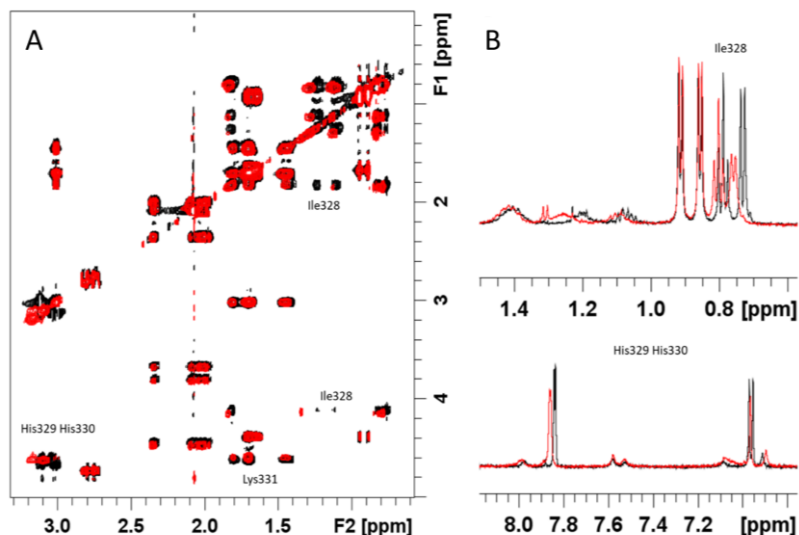 A
F1 [ppm]
2
3
4
Ile328
Ile328
His329 His330
Lys331
3.0 2.5 2.0 1.5 F2 [ppm]
B
Ile328
1.4 1.2 1.0 0.8 [ppm]
His329 His330
8.0 7.8 7.6 7.4 7.2 [ppm]